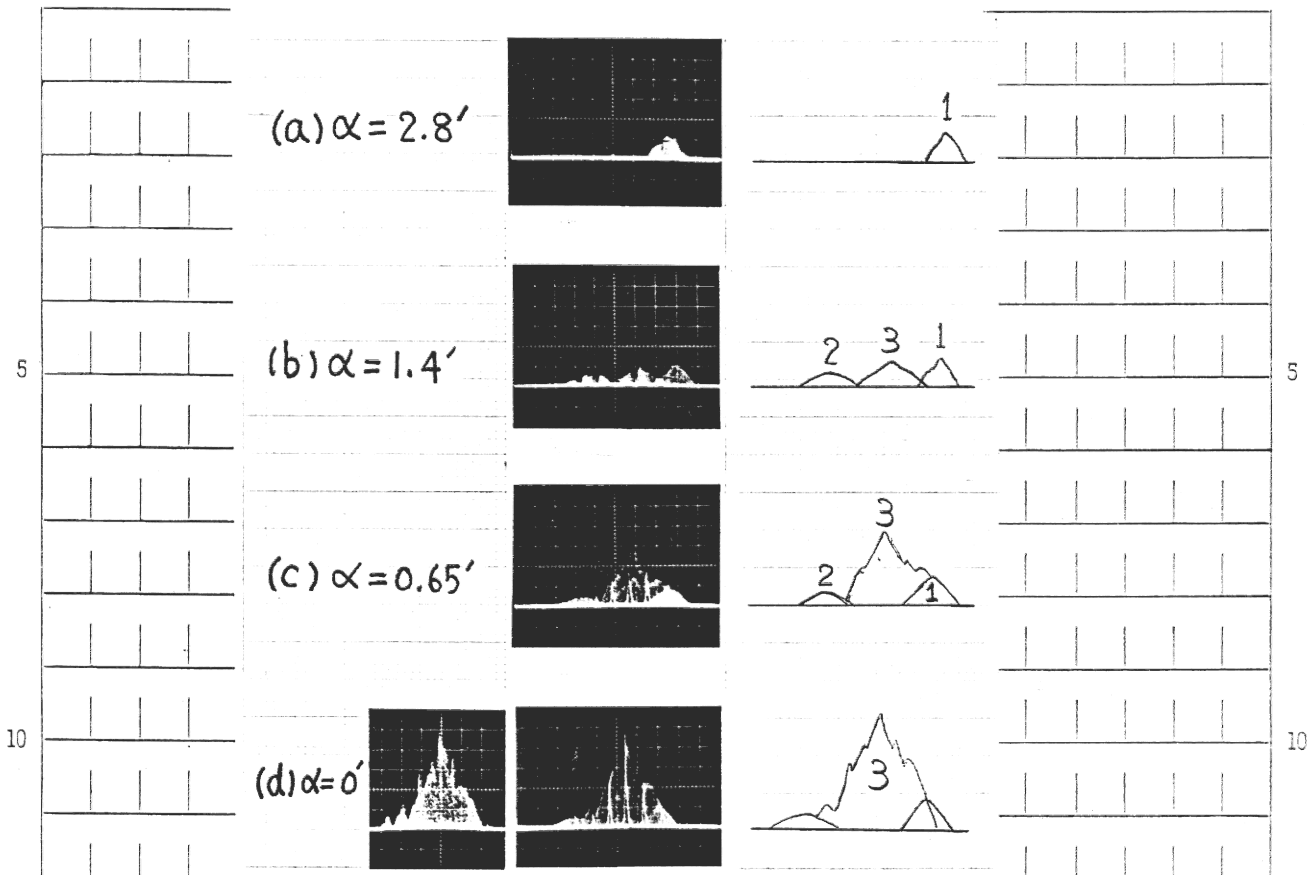 (a) α = 2.8′
1
(b) α = 1.4′
2 3 1
5 5
(c) α = 0.65′
3
2
1
10 10
(d) α = 0′
3